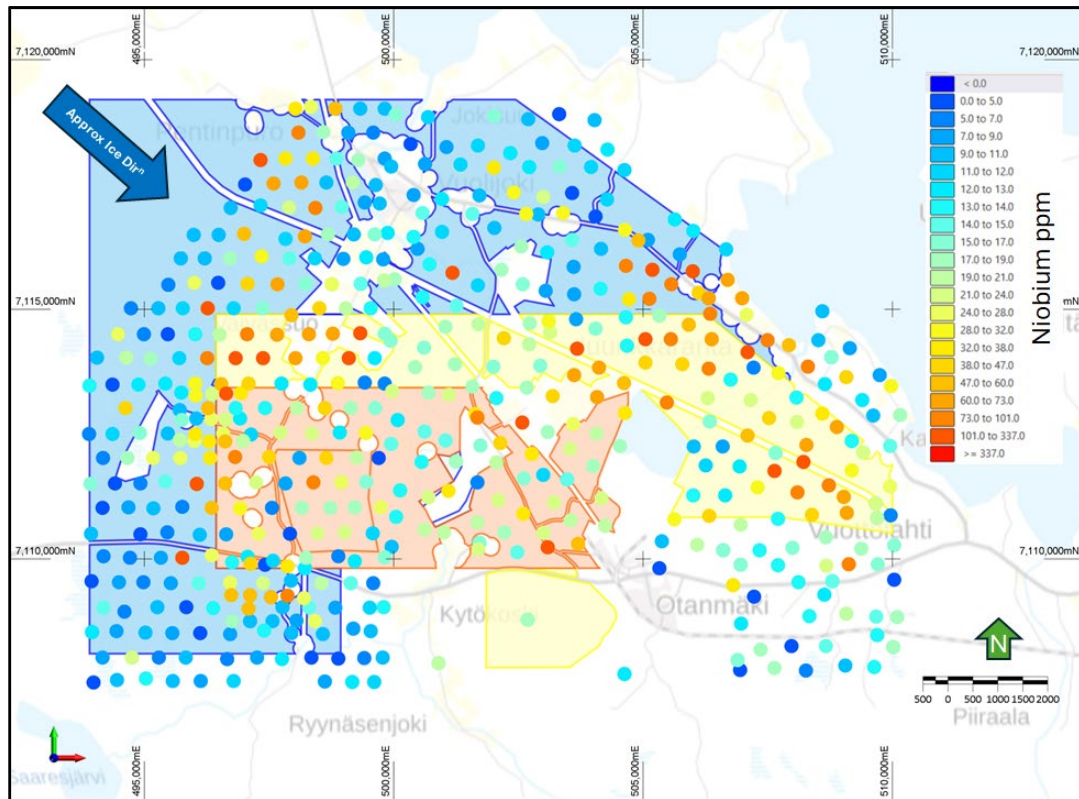 495,000mE
500,000mE
505,000mE
510,000mE
7,120,000mN
7,120,000mN
Approx Ice Dirⁿ
Pentinpuro
Vuolijoki
Niobium ppm
< 0.0
0.0 to 5.0
5.0 to 7.0
7.0 to 9.0
9.0 to 11.0
11.0 to 12.0
12.0 to 13.0
13.0 to 14.0
14.0 to 15.0
15.0 to 17.0
17.0 to 19.0
19.0 to 21.0
21.0 to 24.0
24.0 to 28.0
28.0 to 32.0
32.0 to 38.0
38.0 to 47.0
47.0 to 60.0
60.0 to 73.0
73.0 to 101.0
101.0 to 337.0
>= 337.0
7,115,000mN
mN
Vuottolahti
7,110,000mN
7,110,000mN
Otanmäki
N
500 0 500 1000 1500 2000
Piiraala
Ryynäsenjoki
Saaresjärvi
495,000mE
500,000mE
505,000mE
510,000mE